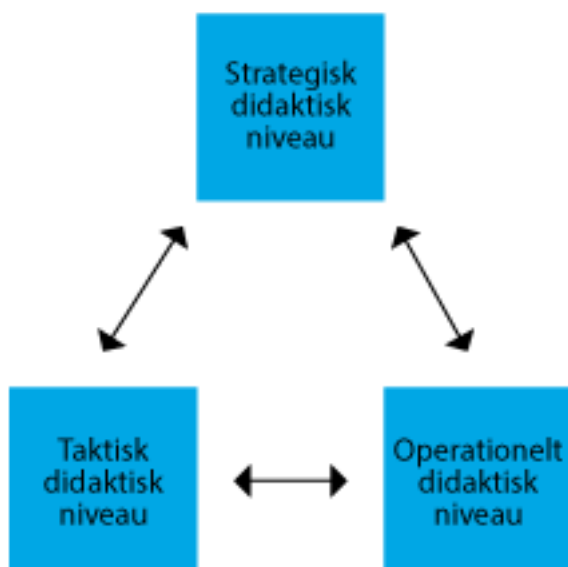 Strategisk
didaktisk
niveau
Taktisk
didaktisk
niveau
Operationelt
didaktisk
niveau